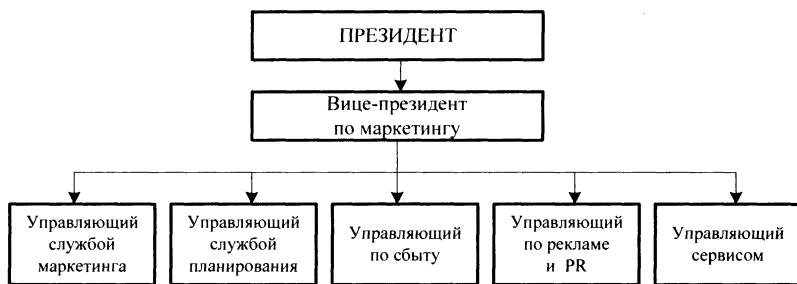 ПРЕЗИДЕНТ
Вице-президент
по маркетингу
Управляющий
службой
маркетинга
Управляющий
службой
планирования
Управляющий
по сбыту
Управляющий
по рекламе
и PR
Управляющий
сервисом